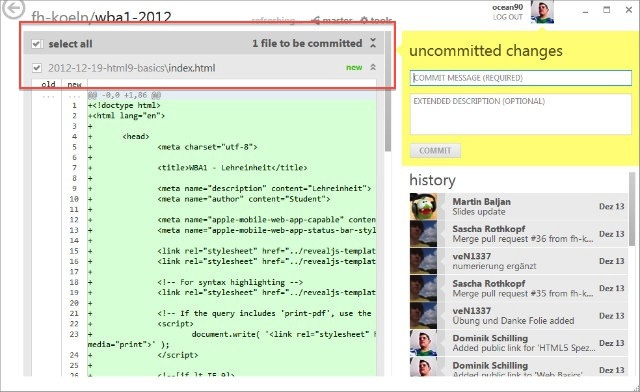 fh-koeln/wba1-2012
refreshing...
master
tools
ocean90
LOG OUT
select all
1 file to be committed
2012-12-19-html9-basics\index.html
new
old new
... ... @@ -0,0 +1,86 @@
1 +<!doctype html>
2 +<html lang="en">
3 +
4 + <head>
5 + <meta charset="utf-8">
6 +
7 + <title>WBA1 - Lehreinheit</title>
8 +
9 + <meta name="description" content="Lehreinheit">
10 + <meta name="author" content="Student">
11 +
12 + <meta name="apple-mobile-web-app-capable" conten
13 + <meta name="apple-mobile-web-app-status-bar-styl
14 +
15 + <link rel="stylesheet" href="../revealjs-templat
16 + <link rel="stylesheet" href="../revealjs-templat
17 +
18 + <!-- For syntax highlighting -->
19 + <link rel="stylesheet" href="../revealjs-templat
20 +
21 + <!-- If the query includes 'print-pdf', use the
22 + <script>
23 + document.write( '<link rel="stylesheet" h
media="print">' );
24 + </script>
25 +
26 + <!--[if lt IE 9]>
uncommitted changes
COMMIT MESSAGE (REQUIRED)
EXTENDED DESCRIPTION (OPTIONAL)
COMMIT
history
Martin Baljan
Slides update
Dez 13
Sascha Rothkopf
Merge pull request #36 from fh-k...
Dez 13
veN1337
numerierung ergänzt
Dez 13
Sascha Rothkopf
Merge pull request #35 from fh-k...
Dez 13
veN1337
Übung und Danke Folie added
Dez 13
Dominik Schilling
Added public link for 'HTML5 Spez...
Dez 13
Dominik Schilling
Added public link to 'Web Basics'
Dez 13